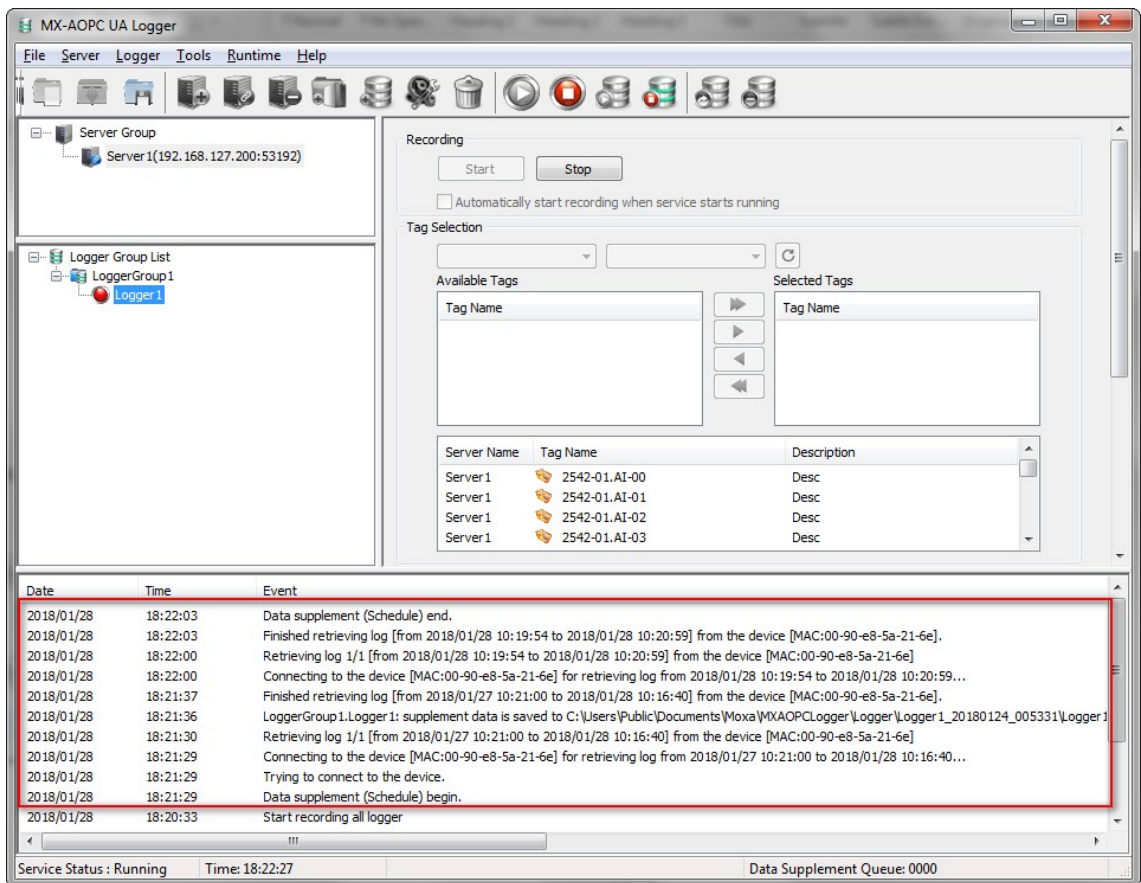 MX-AOPC UA Logger
File Server Logger Tools Runtime Help
Server Group
Server1(192.168.127.200:53192)
Logger Group List
LoggerGroup1
Logger1
Recording
Start Stop
Automatically start recording when service starts running
Tag Selection
Available Tags Selected Tags
Tag Name Tag Name
Server Name Tag Name Description
Server1 2542-01.AI-00 Desc
Server1 2542-01.AI-01 Desc
Server1 2542-01.AI-02 Desc
Server1 2542-01.AI-03 Desc
Date Time Event
2018/01/28 18:22:03 Data supplement (Schedule) end.
2018/01/28 18:22:03 Finished retrieving log [from 2018/01/28 10:19:54 to 2018/01/28 10:20:59] from the device [MAC:00-90-e8-5a-21-6e].
2018/01/28 18:22:00 Retrieving log 1/1 [from 2018/01/28 10:19:54 to 2018/01/28 10:20:59] from the device [MAC:00-90-e8-5a-21-6e]
2018/01/28 18:22:00 Connecting to the device [MAC:00-90-e8-5a-21-6e] for retrieving log from 2018/01/28 10:19:54 to 2018/01/28 10:20:59...
2018/01/28 18:21:37 Finished retrieving log [from 2018/01/27 10:21:00 to 2018/01/28 10:16:40] from the device [MAC:00-90-e8-5a-21-6e].
2018/01/28 18:21:36 LoggerGroup1.Logger1: supplement data is saved to C:\Users\Public\Documents\Moxa\MXAOPCLogger\Logger\Logger1_20180124_005331\Logger1
2018/01/28 18:21:30 Retrieving log 1/1 [from 2018/01/27 10:21:00 to 2018/01/28 10:16:40] from the device [MAC:00-90-e8-5a-21-6e]
2018/01/28 18:21:29 Connecting to the device [MAC:00-90-e8-5a-21-6e] for retrieving log from 2018/01/27 10:21:00 to 2018/01/28 10:16:40...
2018/01/28 18:21:29 Trying to connect to the device.
2018/01/28 18:21:29 Data supplement (Schedule) begin.
2018/01/28 18:20:33 Start recording all logger
Service Status : Running Time: 18:22:27 Data Supplement Queue: 0000